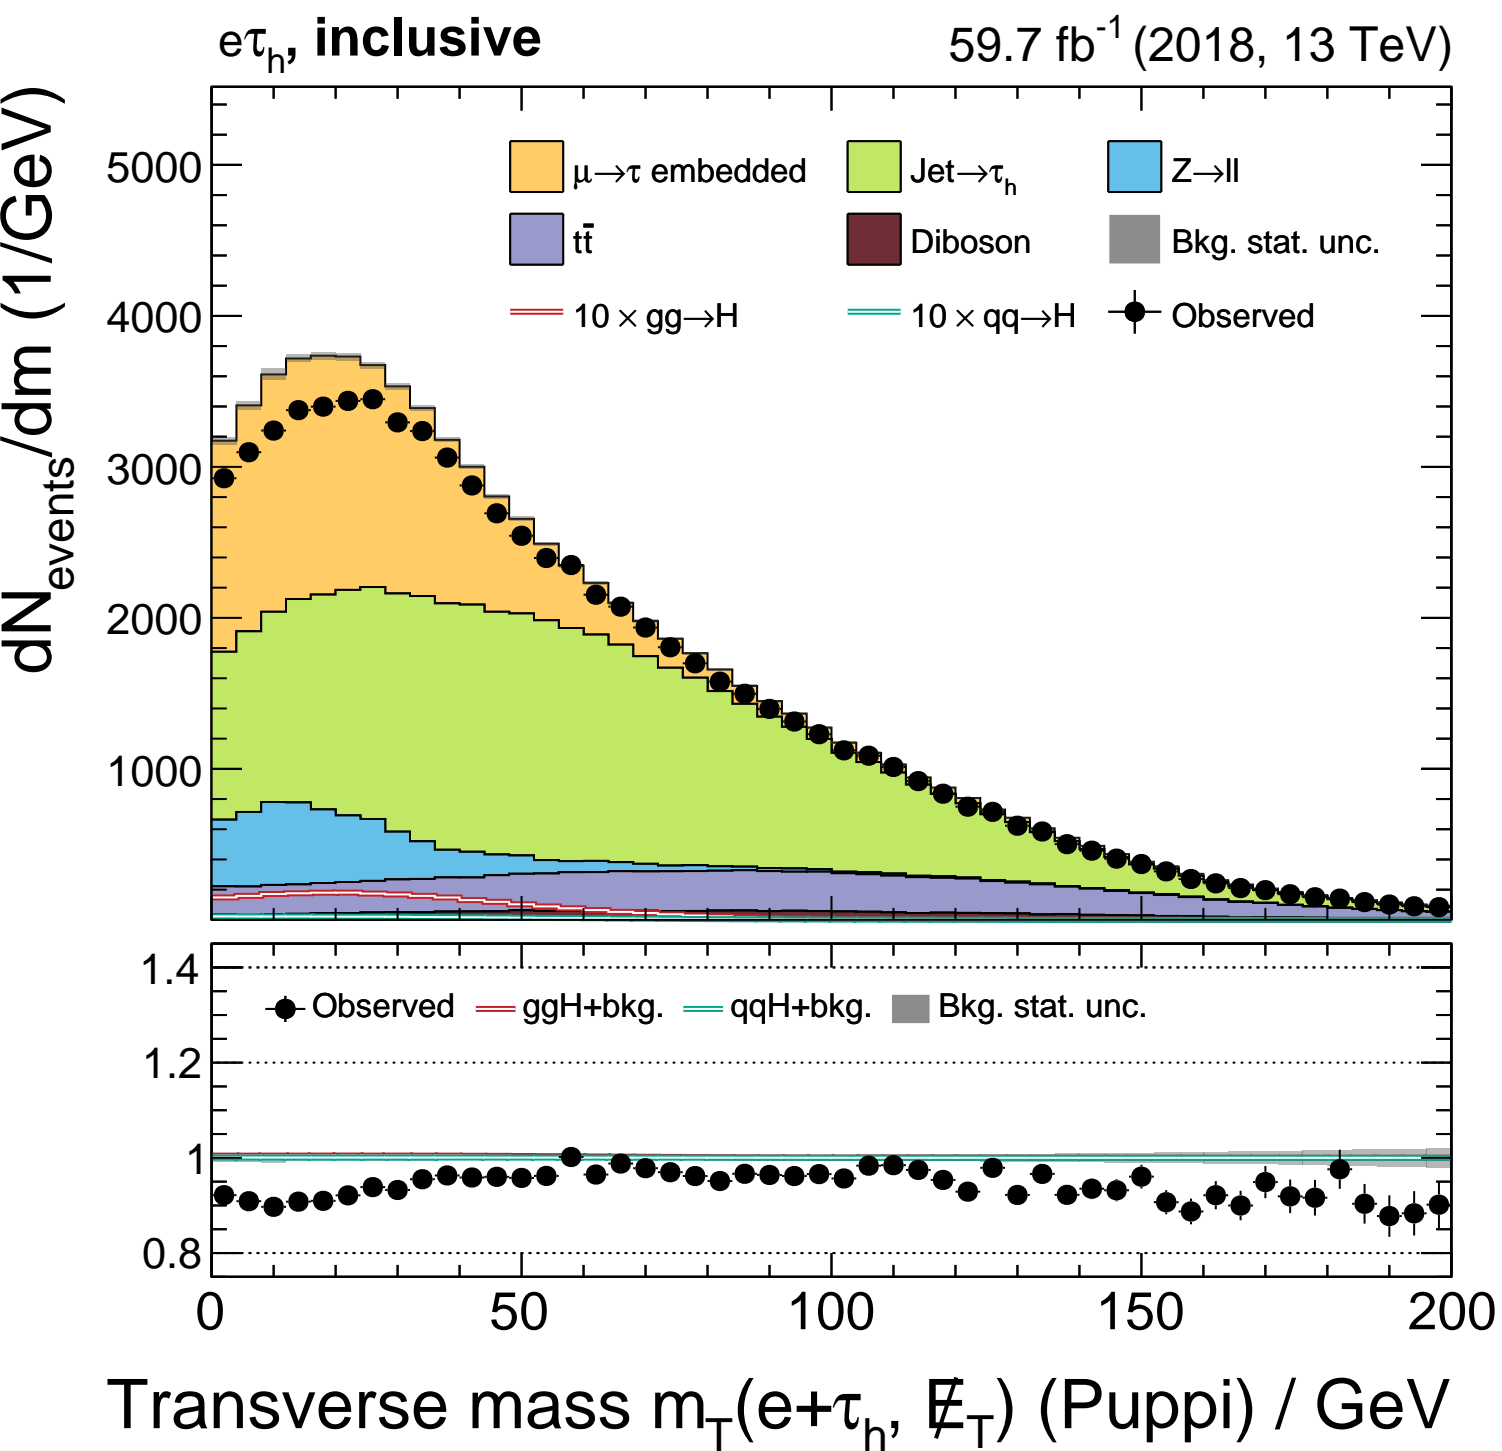 eτh, inclusive
59.7 fb-1 (2018, 13 TeV)
dNevents/dm (1/GeV)
5000
4000
3000
2000
1000
μ→τ embedded
Jet→τh
Z→ll
tt̄
Diboson
Bkg. stat. unc.
10 × gg→H
10 × qq→H
Observed
1.4
1.2
1
0.8
Observed
ggH+bkg.
qqH+bkg.
Bkg. stat. unc.
0
50
100
150
200
Transverse mass mT(e+τh, E̸T) (Puppi) / GeV